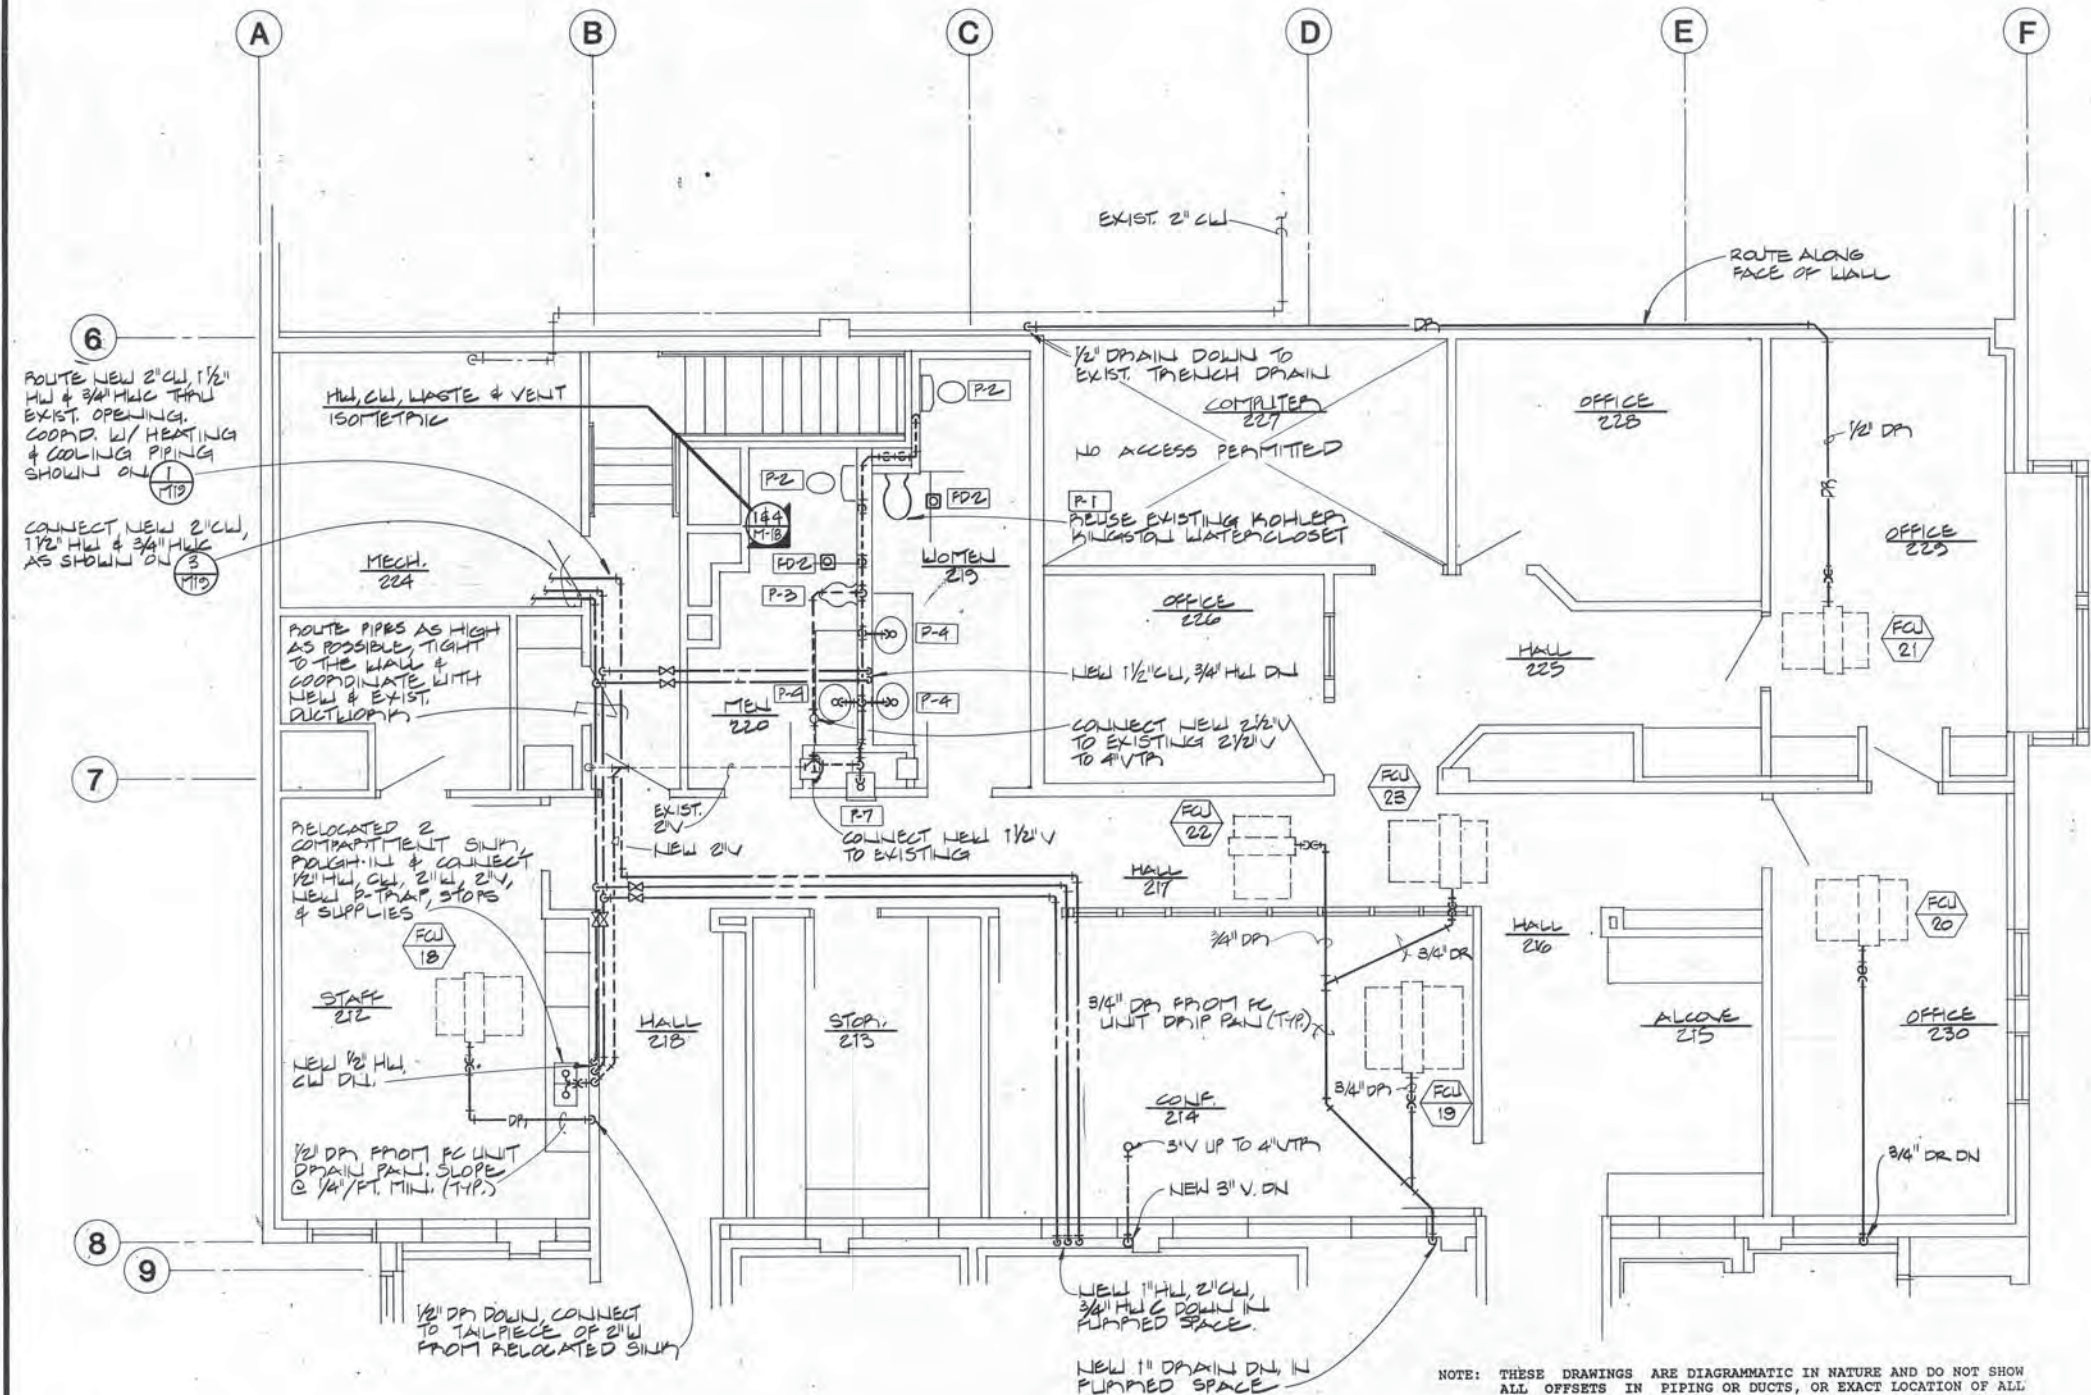 A
B
C
D
E
F
EXIST. 2" CW
ROUTE ALONG
FACE OF WALL
6
ROUTE NEW 2"CW, 1 1/2"
HW & 3/4" HWC THRU
EXIST. OPENING.
COORD. W/ HEATING
& COOLING PIPING
SHOWN ON
1
M19
CONNECT NEW 2"CW,
1 1/2" HW & 3/4" HWC
AS SHOWN ON
3
M19
HW, CW, WASTE & VENT
ISOMETRIC
1&4
M-18
MECH.
224
ROUTE PIPES AS HIGH
AS POSSIBLE, TIGHT
TO THE WALL &
COORDINATE WITH
NEW & EXIST.
DUCTWORK
P-2
P-2
FD-2
FD-2
P-3
P-4
P-4
P-4
P-7
WOMEN
219
MEN
220
DR
1/2" DRAIN DOWN TO
EXIST. TRENCH DRAIN
COMPUTER
227
NO ACCESS PERMITTED
P-1
REUSE EXISTING KOHLER
KINGSTON WATERCLOSET
OFFICE
228
1/2" DR
DR
OFFICE
229
OFFICE
226
HALL
225
FCU
21
NEW 1 1/2"CW, 3/4" HW DN
CONNECT NEW 2 1/2"V
TO EXISTING 2 1/2"V
TO 4"VTR
7
EXIST.
2"V
NEW 2"V
CONNECT NEW 1 1/2"V
TO EXISTING
FCU
22
FCU
23
HALL
217
RELOCATED 2
COMPARTMENT SINK,
ROUGH-IN & CONNECT
1/2" HW, CW, 2"W, 2"V,
NEW P-TRAP, STOPS
& SUPPLIES
FCU
18
STAFF
212
HALL
218
STOR.
213
3/4" DR
3/4" DR
HALL
216
FCU
20
3/4" DR FROM FC
UNIT DRIP PAN (TYP.)
ALCOVE
215
OFFICE
230
NEW 1/2" HW,
CW DN.
DR
3/4" DR
FCU
19
CONF.
214
3"V UP TO 4"VTR
NEW 3" V. DN
3/4" DR DN
1/2" DR FROM FC UNIT
DRAIN PAN. SLOPE
@ 1/4"/FT. MIN. (TYP.)
8
9
1/2" DR DOWN, CONNECT
TO TAILPIECE OF 2"W
FROM RELOCATED SINK
NEW 1"HW, 2"CW,
3/4" HWC DOWN IN
FURRED SPACE.
NEW 1" DRAIN DN, IN
FURRED SPACE
NOTE: THESE DRAWINGS ARE DIAGRAMMATIC IN NATURE AND DO NOT SHOW
ALL OFFSETS IN PIPING OR DUCTS, OR EXACT LOCATION OF ALL